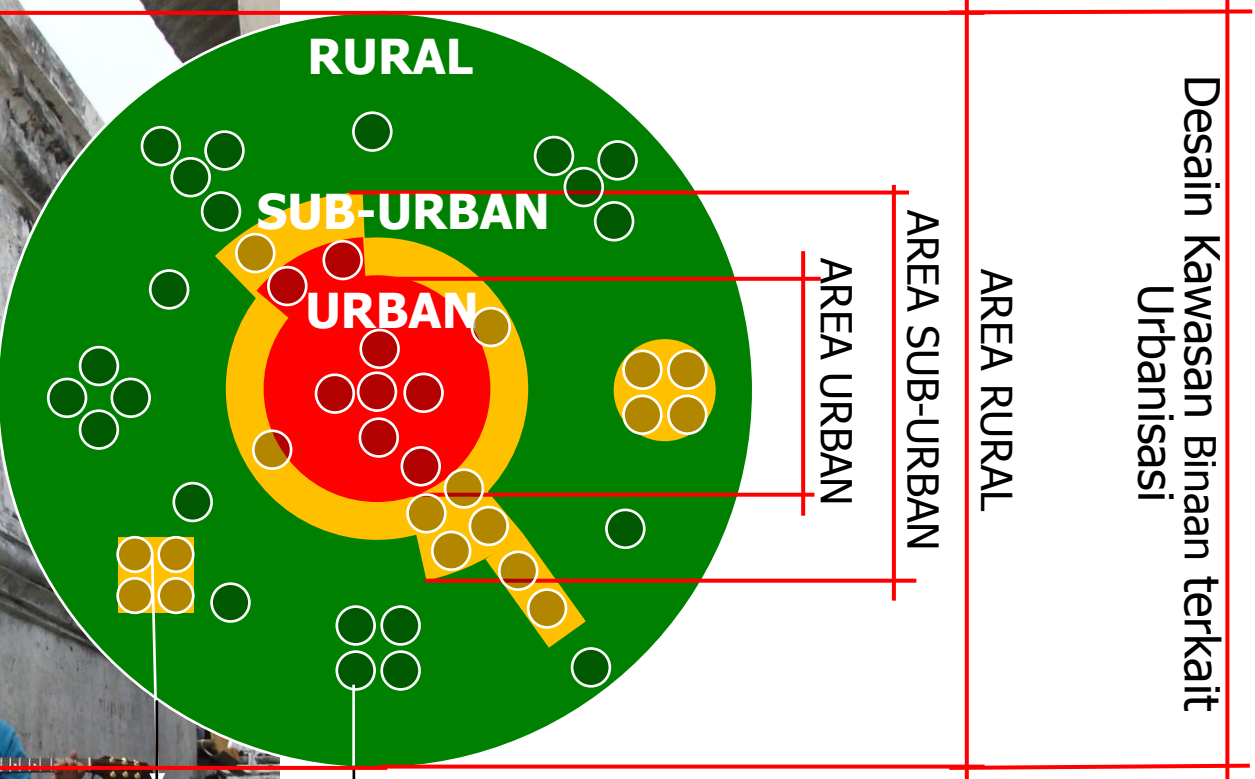 RURAL
SUB-URBAN
URBAN
AREA URBAN
AREA SUB-URBAN
AREA RURAL
Desain Kawasan Binaan terkait
Urbanisasi